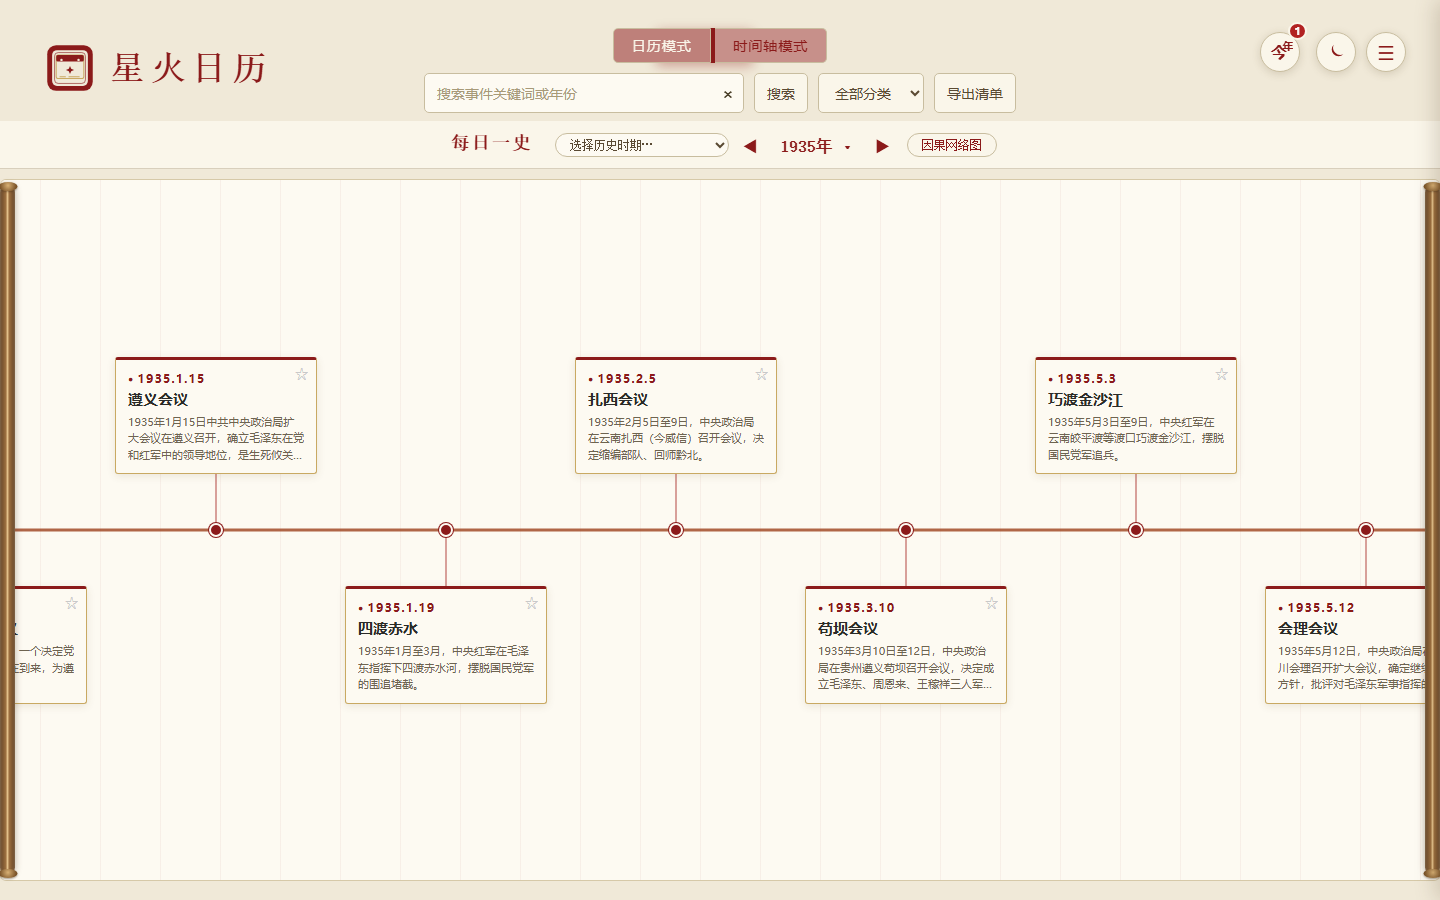 星火日历
日历模式
时间轴模式
搜索事件关键词或年份
×
搜索
全部分类
导出清单
今年
1
每日一史
选择历史时期…
◀
1935年
▶
因果网络图
• 1935.1.15
遵义会议
1935年1月15日中共中央政治局扩
大会议在遵义召开，确立毛泽东在党
和红军中的领导地位，是生死攸关...
• 1935.2.5
扎西会议
1935年2月5日至9日，中央政治局
在云南扎西（今威信）召开会议，决
定缩编部队、回师黔北。
• 1935.5.3
巧渡金沙江
1935年5月3日至9日，中央红军在
云南皎平渡等渡口巧渡金沙江，摆脱
国民党军追兵。
一个决定党
到来，为遵
• 1935.1.19
四渡赤水
1935年1月至3月，中央红军在毛泽
东指挥下四渡赤水河，摆脱国民党军
的围追堵截。
• 1935.3.10
苟坝会议
1935年3月10日至12日，中央政治
局在贵州遵义苟坝召开会议，决定成
立毛泽东、周恩来、王稼祥三人军...
• 1935.5.12
会理会议
1935年5月12日，中央政治局
川会理召开扩大会议，确定继
方针，批评对毛泽东军事指挥